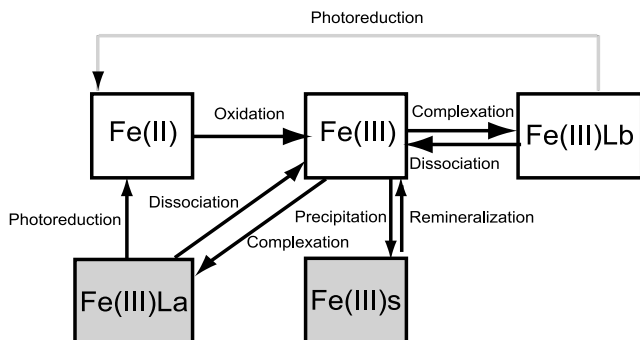 Photoreduction
Fe(II)
Oxidation
Fe(III)
Complexation
Dissociation
Fe(III)Lb
Photoreduction
Dissociation
Complexation
Precipitation
Remineralization
Fe(III)La
Fe(III)s